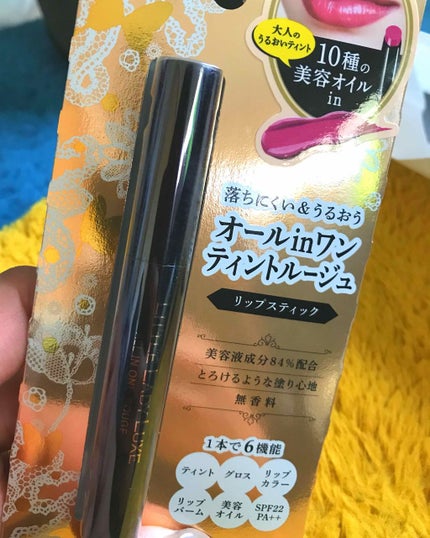 大人の
うるおいティント
10種の
美容オイル
in
落ちにくい&うるおう
オールinワン
ティントルージュ
リップスティック
美容液成分84%配合
とろけるような塗り心地
無香料
1本で6機能
ティント
グロス
リップ
カラー
リップ
バーム
美容
オイル
SPF22
PA++